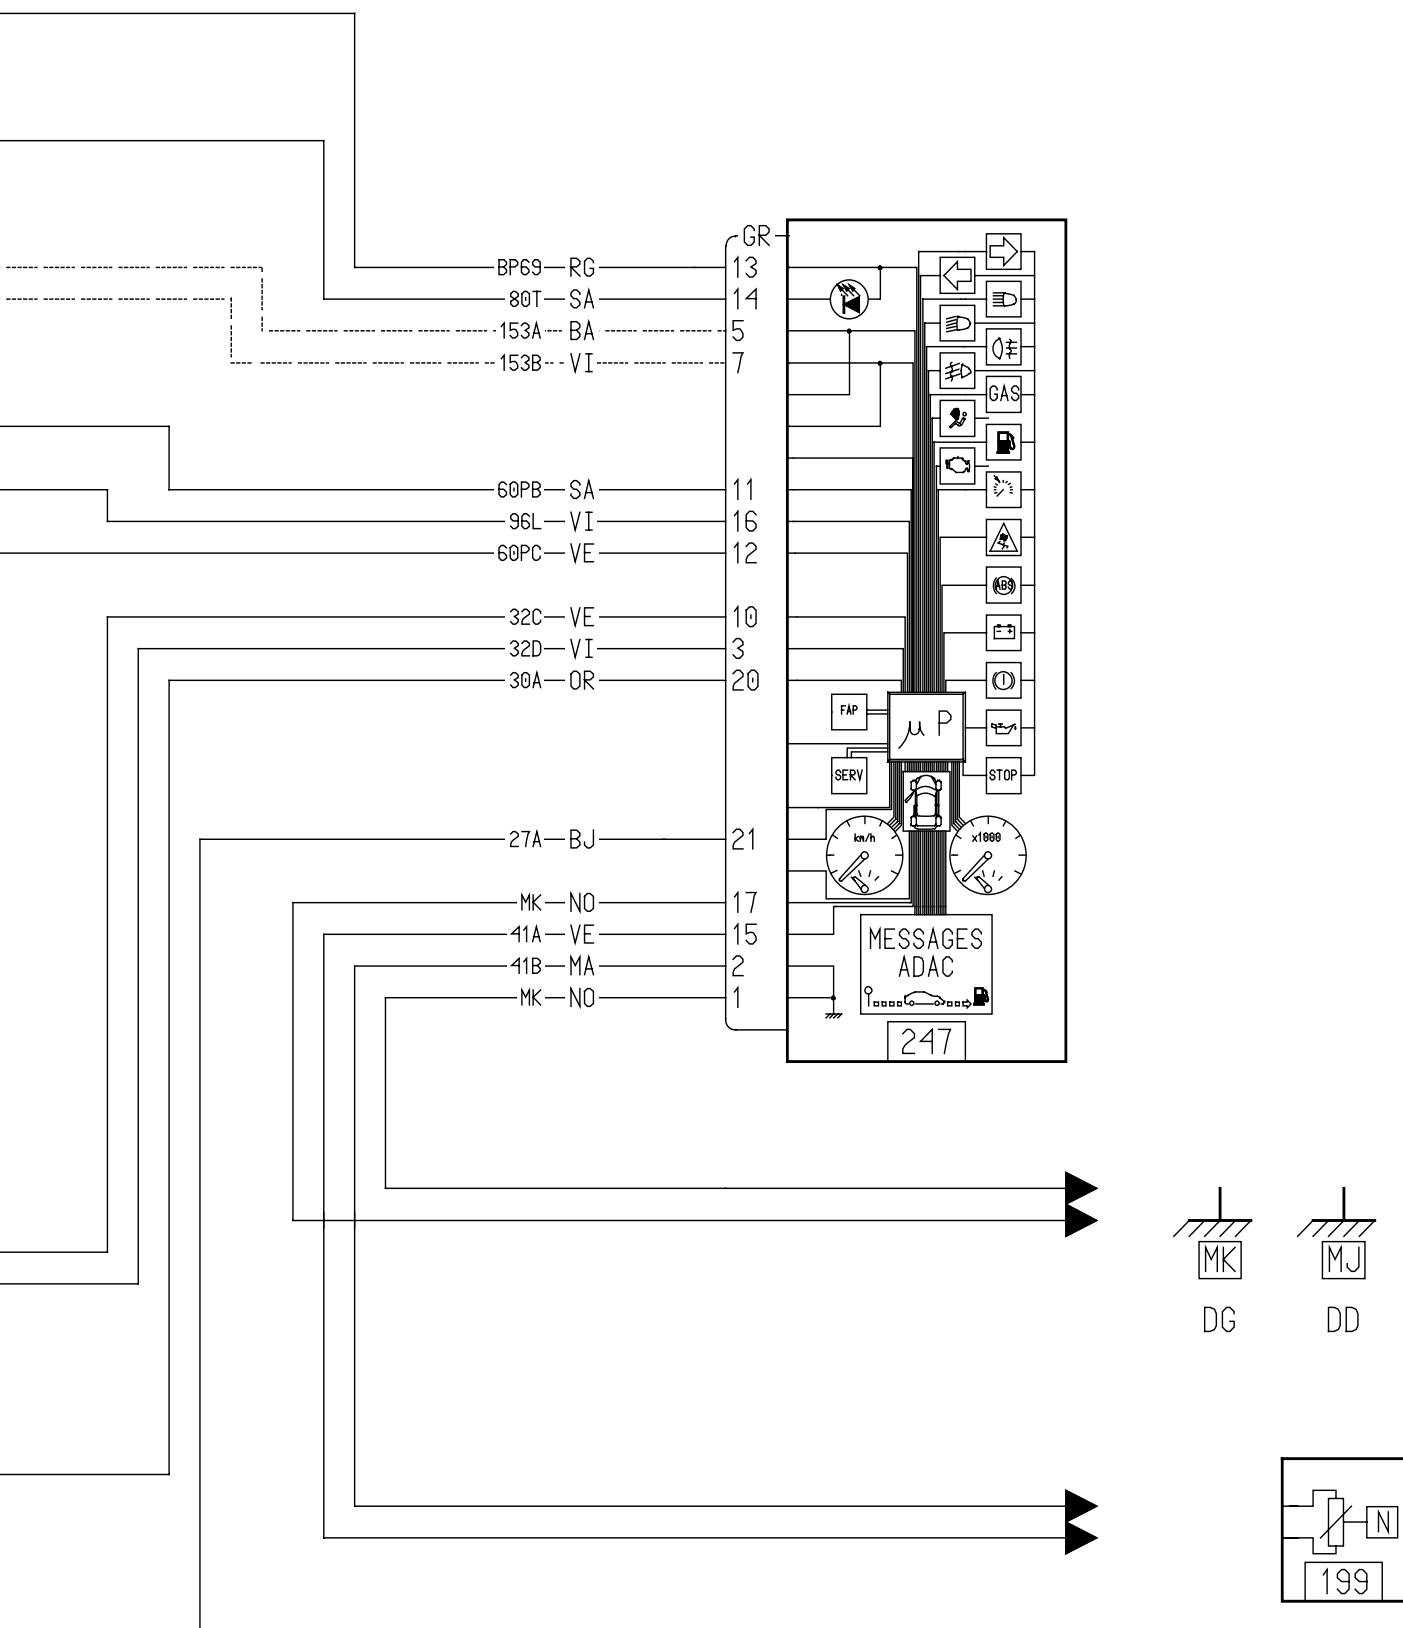 GR
BP69 RG 13
80T SA 14
153A BA 5
153B VI 7
GAS
60PB SA 11
96L VI 16
60PC VE 12
ABS
32C VE 10
32D VI 3
30A OR 20
FAP
µP
SERV
STOP
27A BJ 21
km/h
x1000
MK NO 17
41A VE 15
41B MA 2
MK NO 1
MESSAGES
ADAC
247
MK MJ
DG DD
N
199